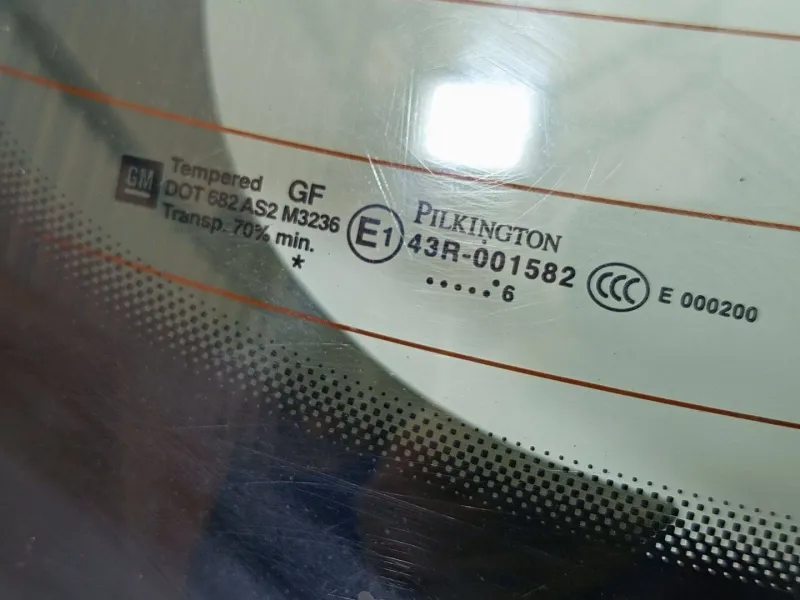 GM
Tempered GF
DOT 682 AS2 M3236
Transp. 70% min.
*
E1
PILKINGTON
43R-001582
•••••6
CCC
E 000200